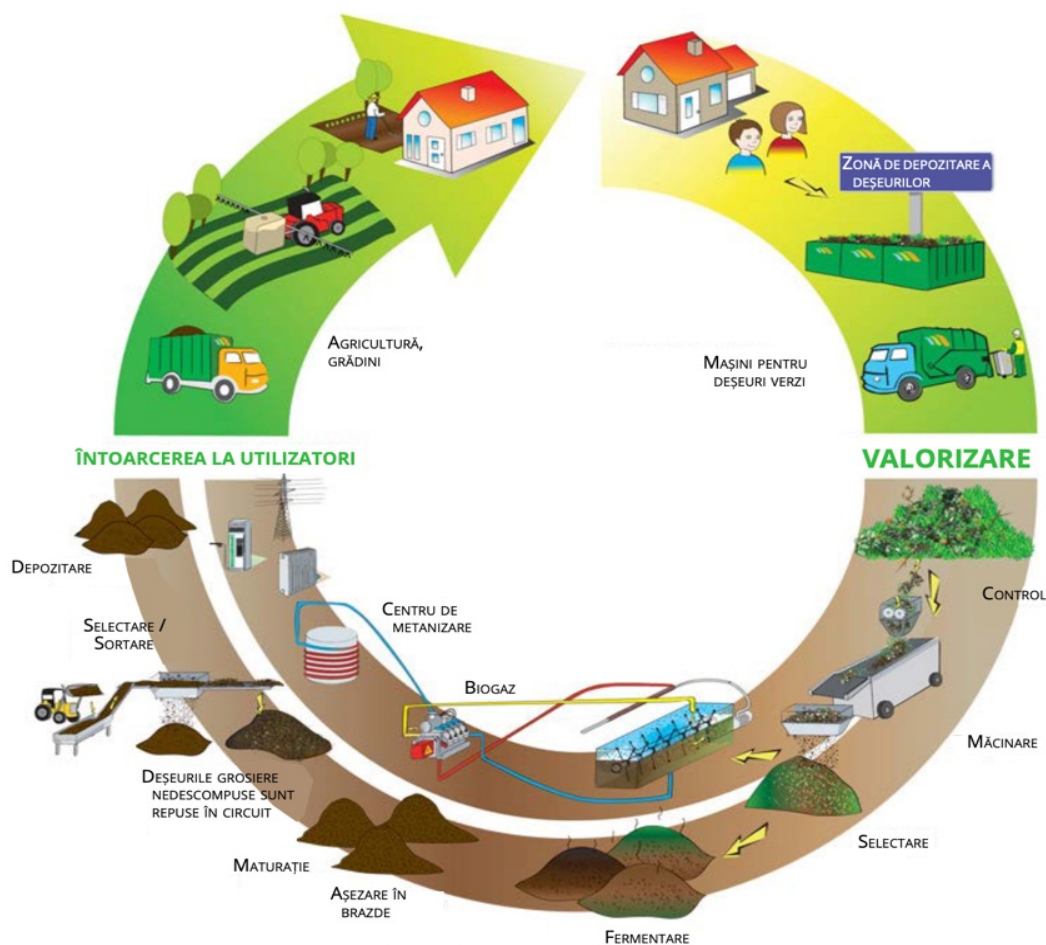 ZONĂ DE DEPOZITARE A
DEȘEURILOR
AGRICULTURĂ,
GRĂDINI
MAȘINI PENTRU
DEȘEURI VERZI
ÎNTOARCEREA LA UTILIZATORI
VALORIZARE
DEPOZITARE
CONTROL
SELECTARE /
SORTARE
CENTRU DE
METANIZARE
BIOGAZ
MĂCINARE
DEȘEURILE GROSIERE
NEDESCOMPUSE SUNT
REPUSE ÎN CIRCUIT
SELECTARE
MATURAȚIE
AȘEZARE ÎN
BRAZDE
FERMENTARE